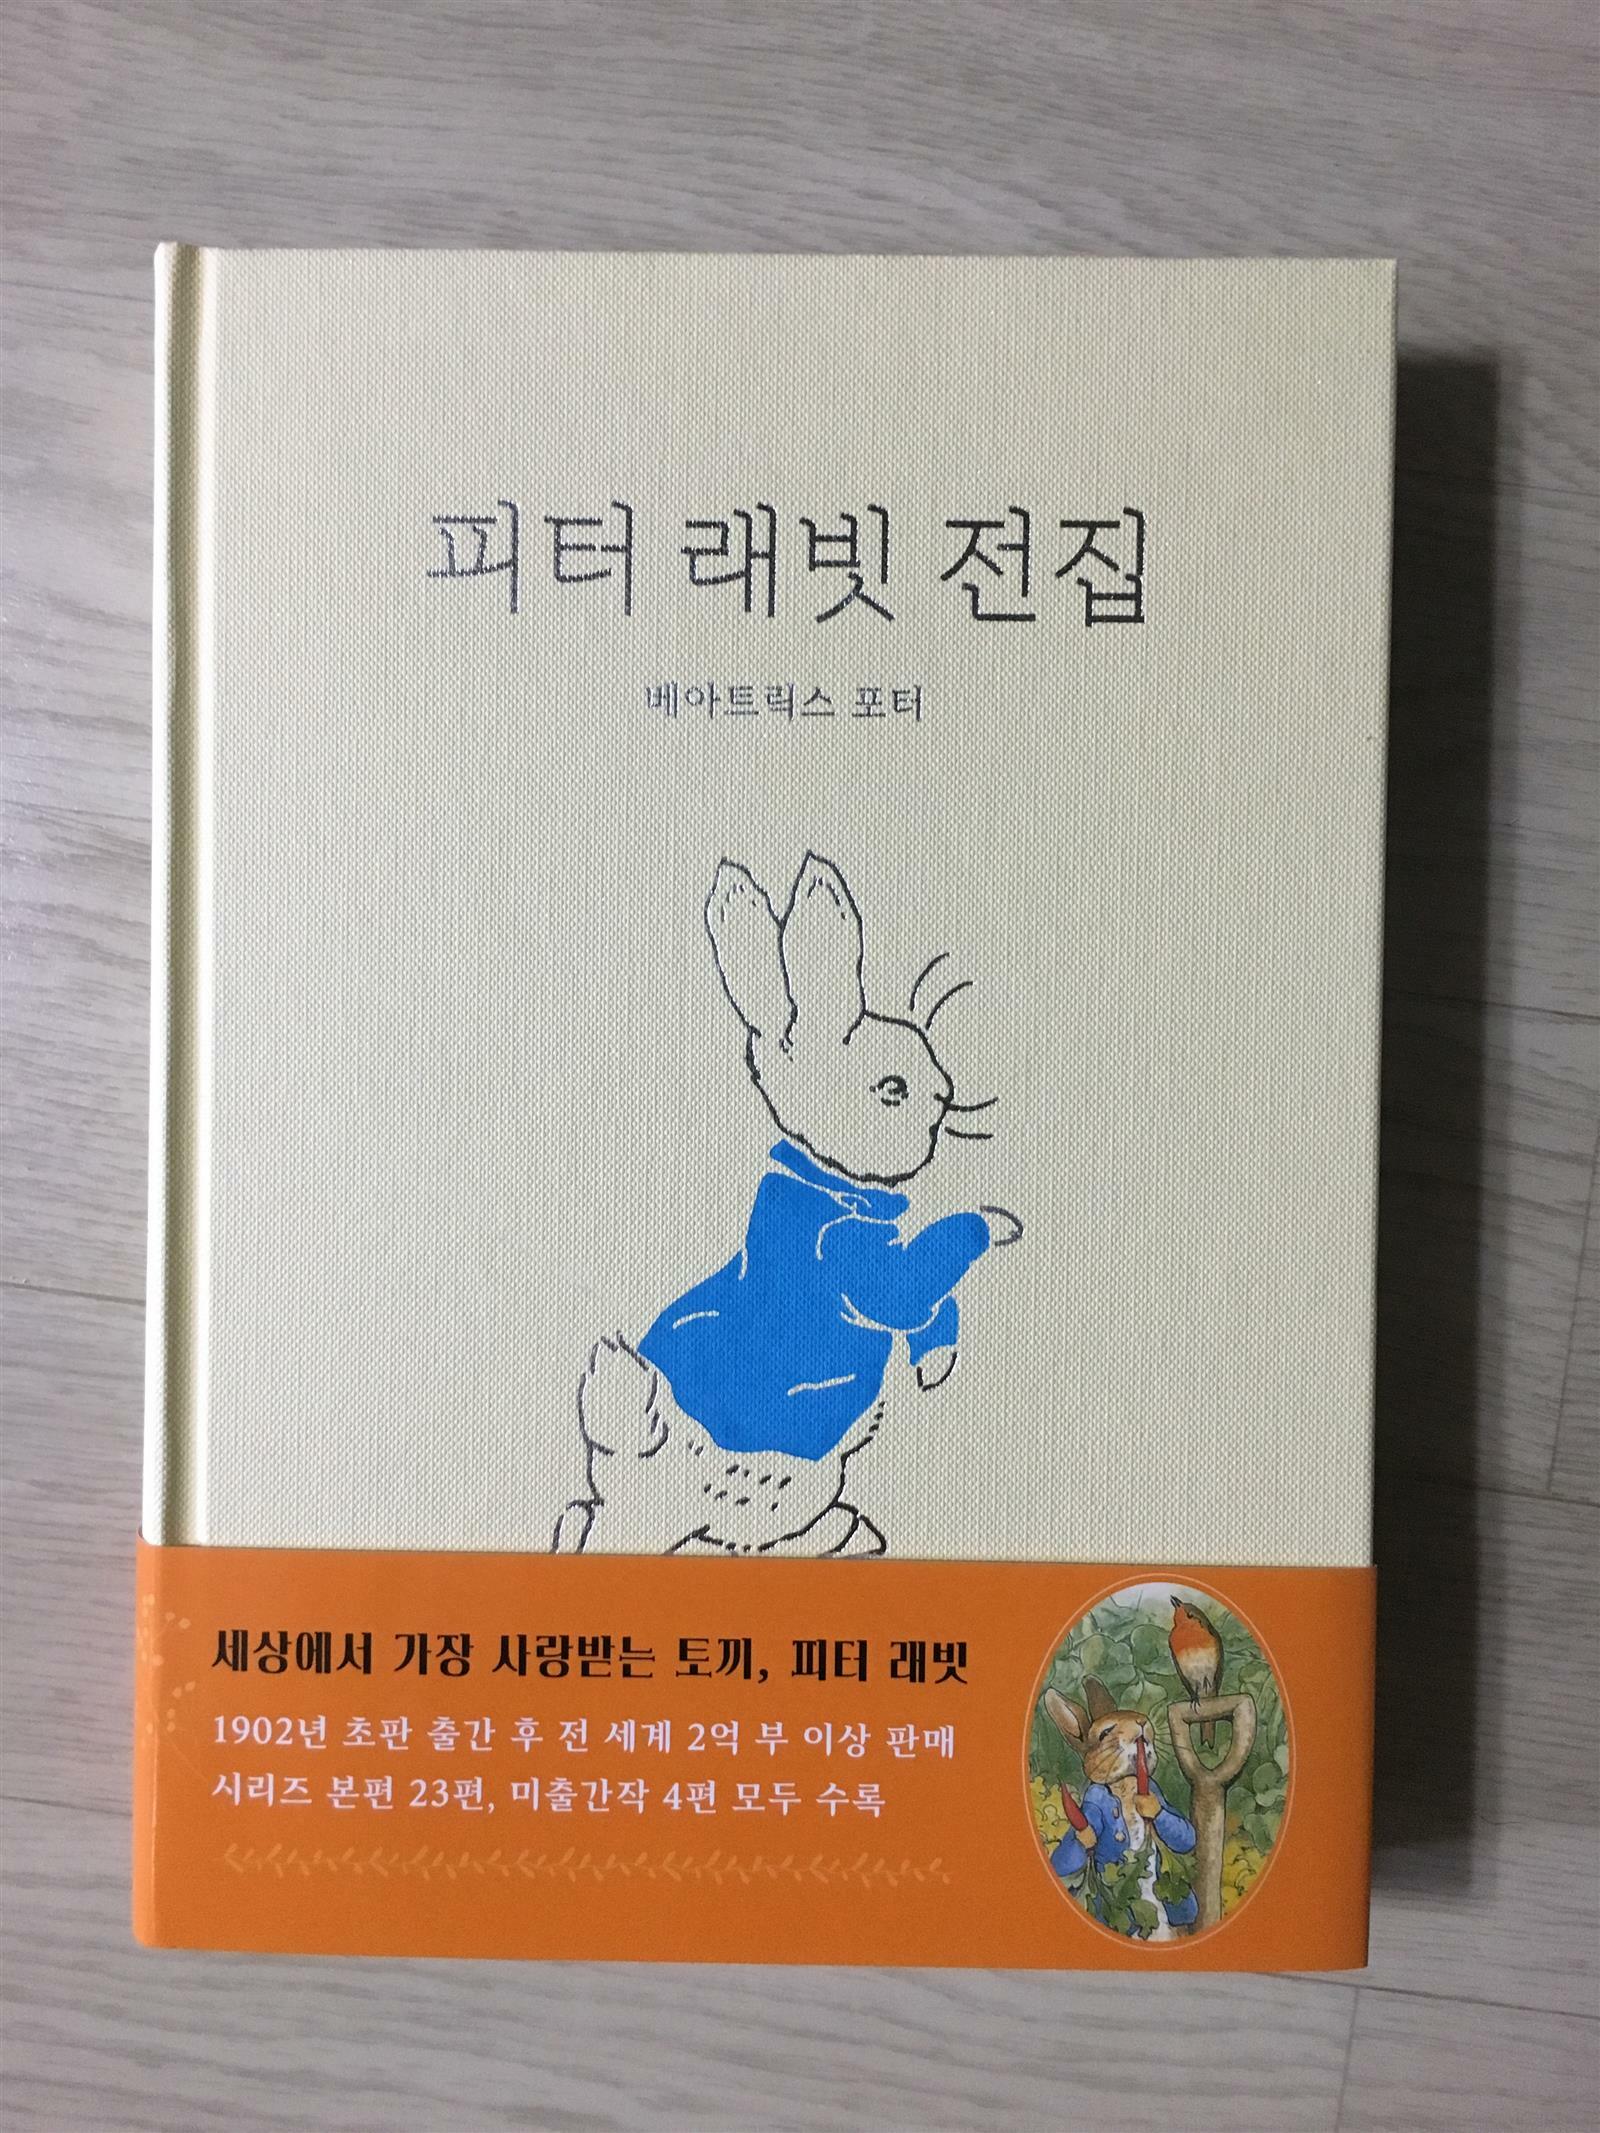 피터 래빗 전집
베아트릭스 포터
세상에서 가장 사랑받는 토끼, 피터 래빗
1902년 초판 출간 후 전 세계 2억 부 이상 판매
시리즈 본편 23편, 미출간작 4편 모두 수록